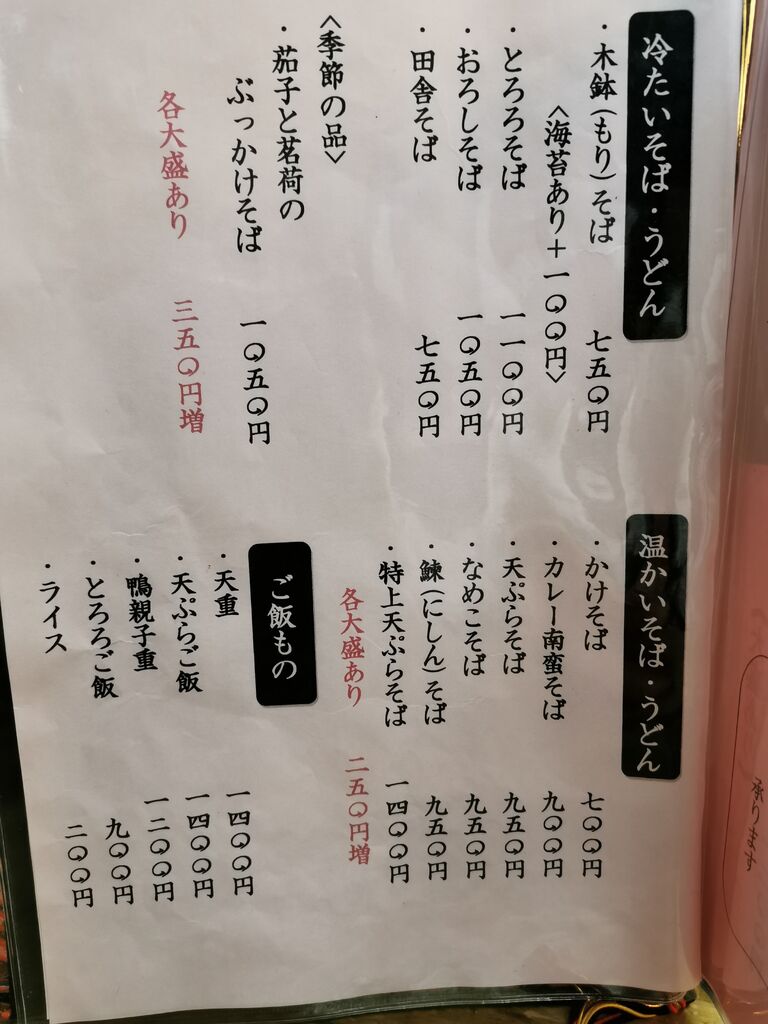 冷たいそば・うどん
・木鉢(もり)そば 七五〇円
〈海苔あり+一〇〇円〉
・とろろそば 一一〇〇円
・おろしそば 一〇五〇円
・田舎そば 七五〇円
〈季節の品〉
・茄子と茗荷の
ぶっかけそば 一〇五〇円
各大盛あり 三五〇円増
温かいそば・うどん
・かけそば 七〇〇円
・カレー南蛮そば 九〇〇円
・天ぷらそば 九五〇円
・なめこそば 九五〇円
・鰊(にしん)そば 九五〇円
・特上天ぷらそば 一四〇〇円
各大盛あり 二五〇円増
ご飯もの
・天重 一四〇〇円
・天ぷらご飯 一四〇〇円
・鴨親子重 一二〇〇円
・とろろご飯 九〇〇円
・ライス 二〇〇円
承ります